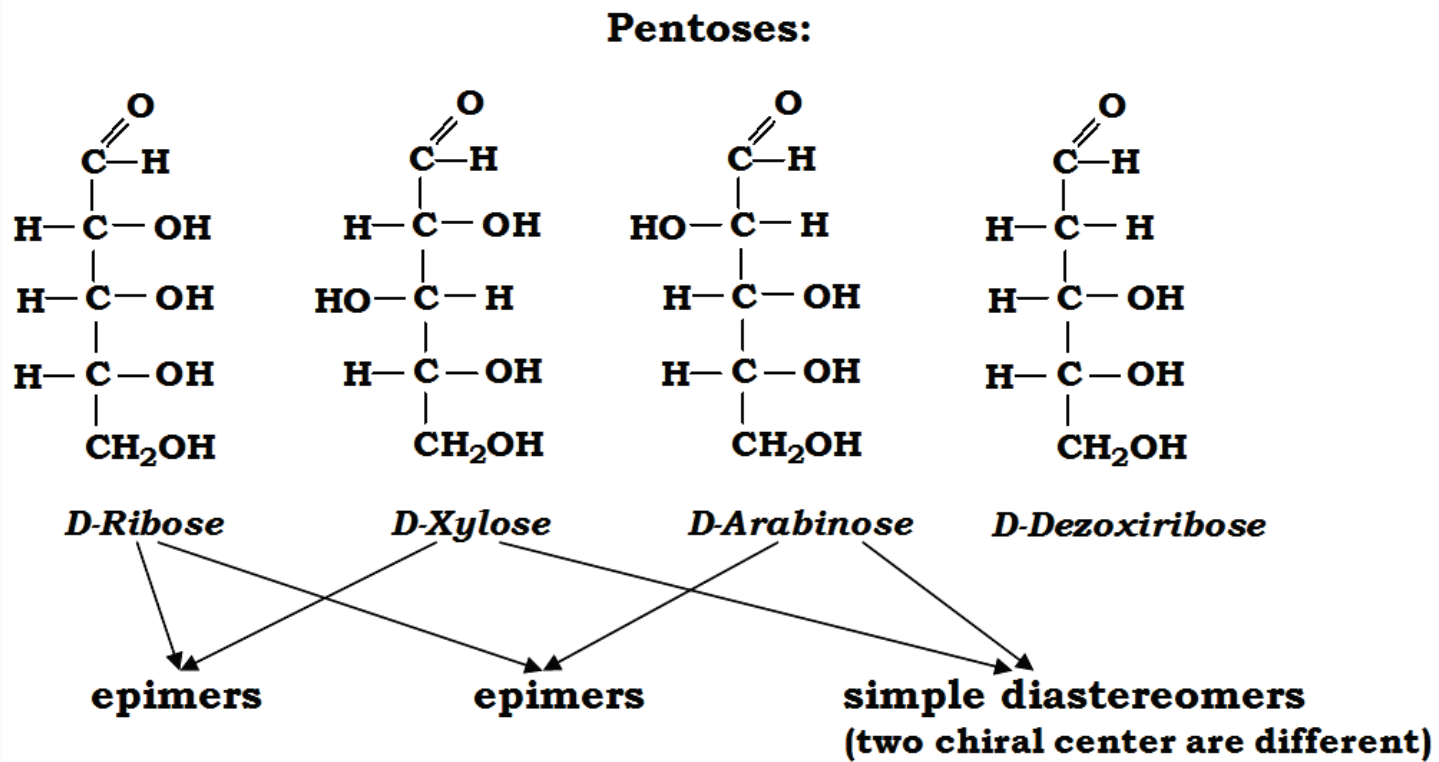 Pentoses:
O O O O
C—H C—H C—H C—H
H—C—OH H—C—OH HO—C—H H—C—H
H—C—OH HO—C—H H—C—OH H—C—OH
H—C—OH H—C—OH H—C—OH H—C—OH
CH₂OH CH₂OH CH₂OH CH₂OH
D-Ribose D-Xylose D-Arabinose D-Dezoxiribose
epimers epimers simple diastereomers
(two chiral center are different)